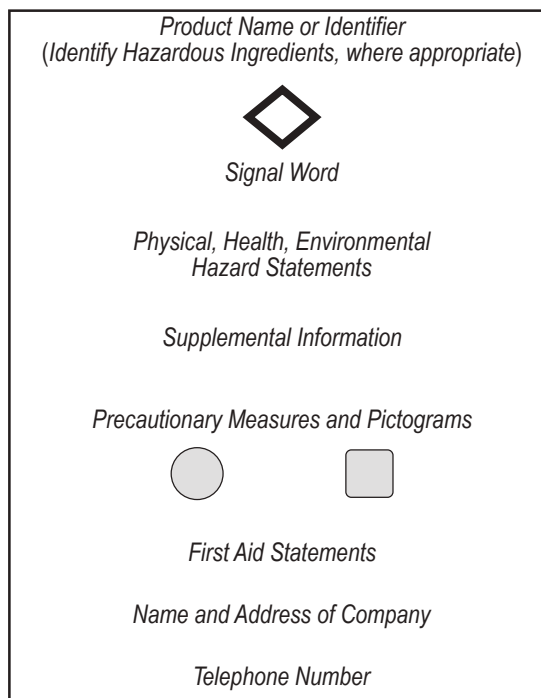 Product Name or Identifier
(Identify Hazardous Ingredients, where appropriate)
Signal Word
Physical, Health, Environmental
Hazard Statements
Supplemental Information
Precautionary Measures and Pictograms
First Aid Statements
Name and Address of Company
Telephone Number